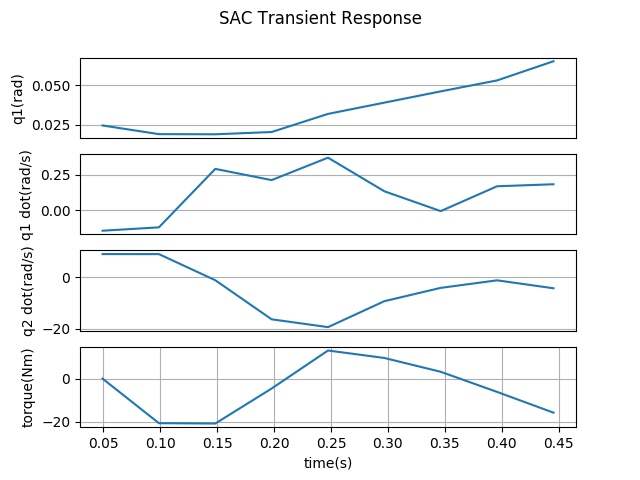 SAC Transient Response
q1(rad)
0.050
0.025
q1 dot(rad/s)
0.25
0.00
q2 dot(rad/s)
0
−20
torque(Nm)
0
−20
0.05 0.10 0.15 0.20 0.25 0.30 0.35 0.40 0.45
time(s)